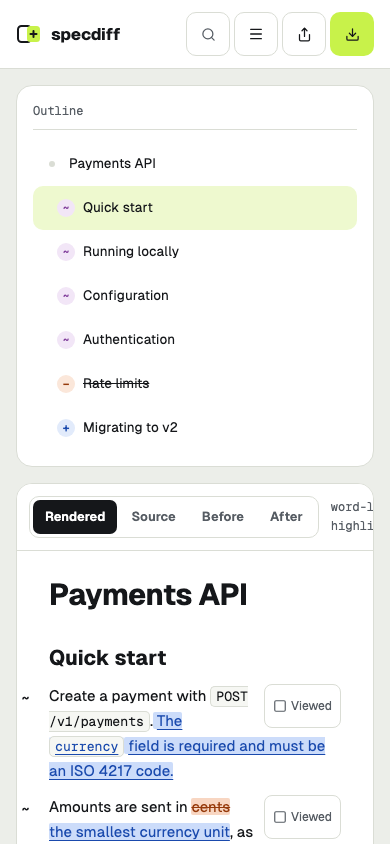 specdiff
Outline
Payments API
~ Quick start
~ Running locally
~ Configuration
~ Authentication
− Rate limits
+ Migrating to v2
Rendered Source Before After
word-l
highli
Payments API
Quick start
~ Create a payment with POST
/v1/payments. The
currency field is required and must be
an ISO 4217 code.
Viewed
~ Amounts are sent in cents
the smallest currency unit, as
Viewed